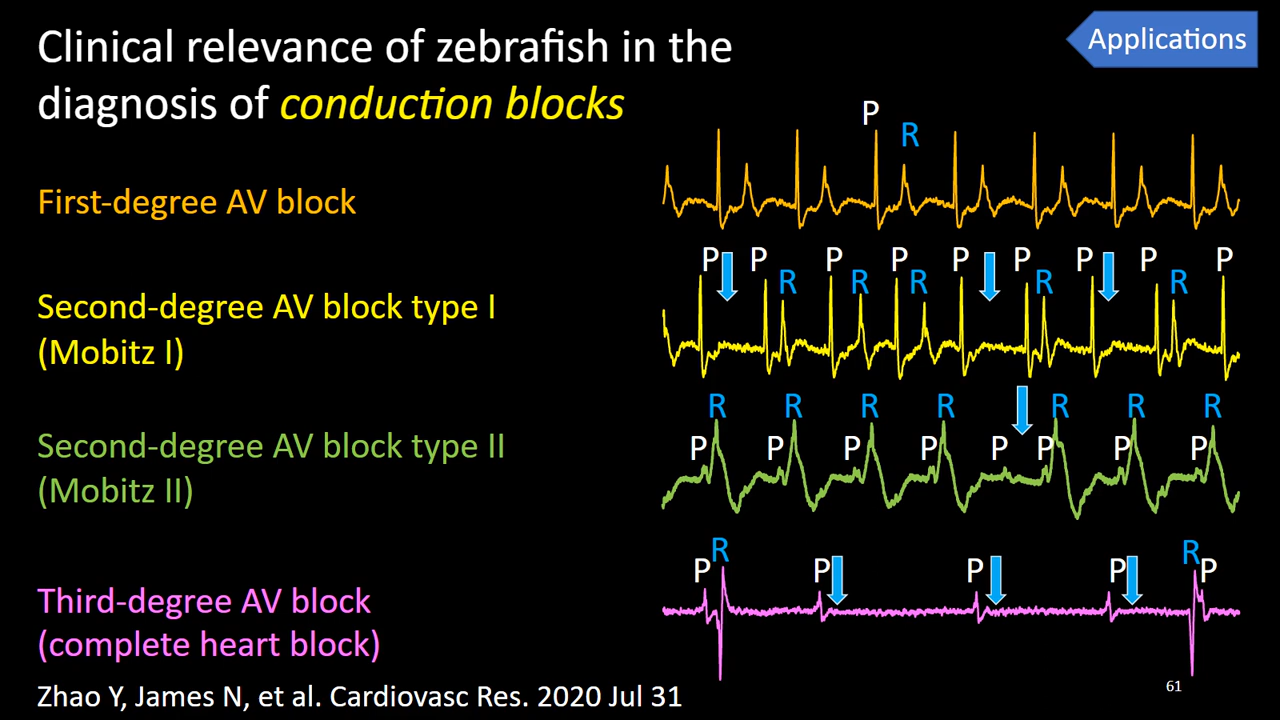 Clinical relevance of zebrafish in the
diagnosis of conduction blocks
Applications
P
R
First-degree AV block
P P P P P P P P P
R R R R R
Second-degree AV block type I
(Mobitz I)
R R R R R R R
P P P P P P P P
Second-degree AV block type II
(Mobitz II)
R R
P P P P P
Third-degree AV block
(complete heart block)
Zhao Y, James N, et al. Cardiovasc Res. 2020 Jul 31
61